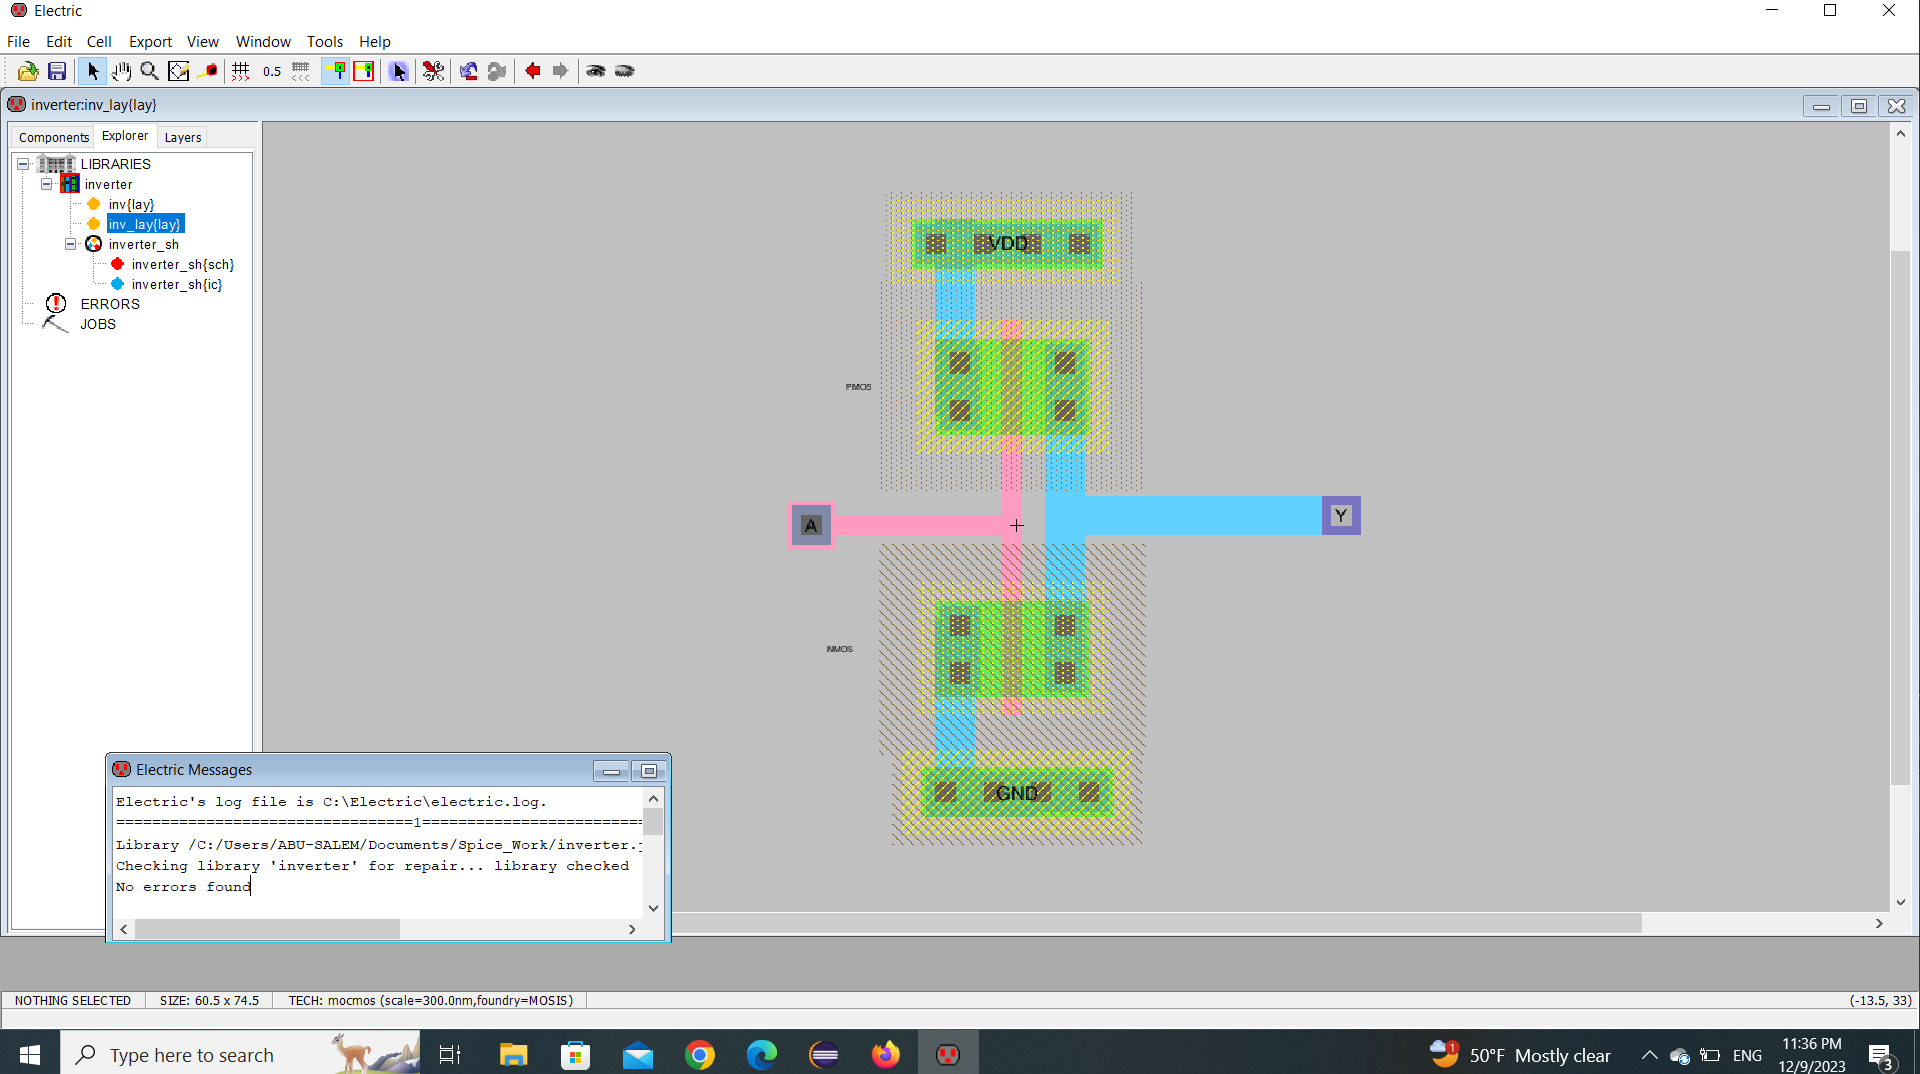 Electric
File Edit Cell Export View Window Tools Help
0.5
inverter:inv_lay{lay}
Components Explorer Layers
LIBRARIES
inverter
inv{lay}
inv_lay{lay}
inverter_sh
inverter_sh{sch}
inverter_sh{ic}
ERRORS
JOBS
VDD
PMOS
A
Y
NMOS
GND
Electric Messages
Electric's log file is C:\Electric\electric.log.
=================================1=========================
Library /C:/Users/ABU-SALEM/Documents/Spice_Work/inverter.j
Checking library 'inverter' for repair... library checked
No errors found
NOTHING SELECTED SIZE: 60.5 x 74.5 TECH: mocmos (scale=300.0nm,foundry=MOSIS) (-13.5, 33)
Type here to search
1
50°F Mostly clear
ENG
11:36 PM
12/9/2023
3